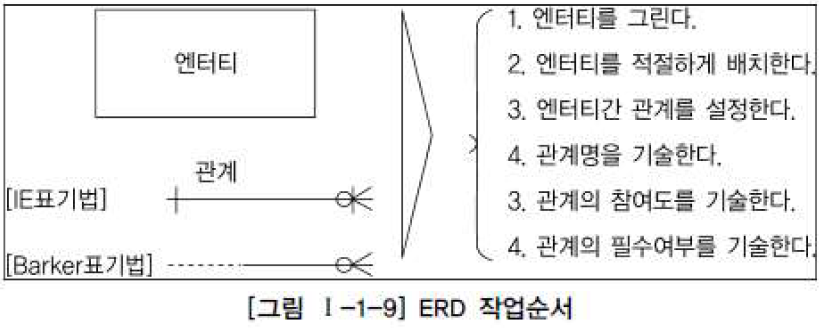 엔터티
관계
[IE표기법]
[Barker표기법]
1. 엔터티를 그린다.
2. 엔터티를 적절하게 배치한다.
3. 엔터티간 관계를 설정한다.
4. 관계명을 기술한다.
3. 관계의 참여도를 기술한다.
4. 관계의 필수여부를 기술한다.
[그림 Ⅰ-1-9] ERD 작업순서